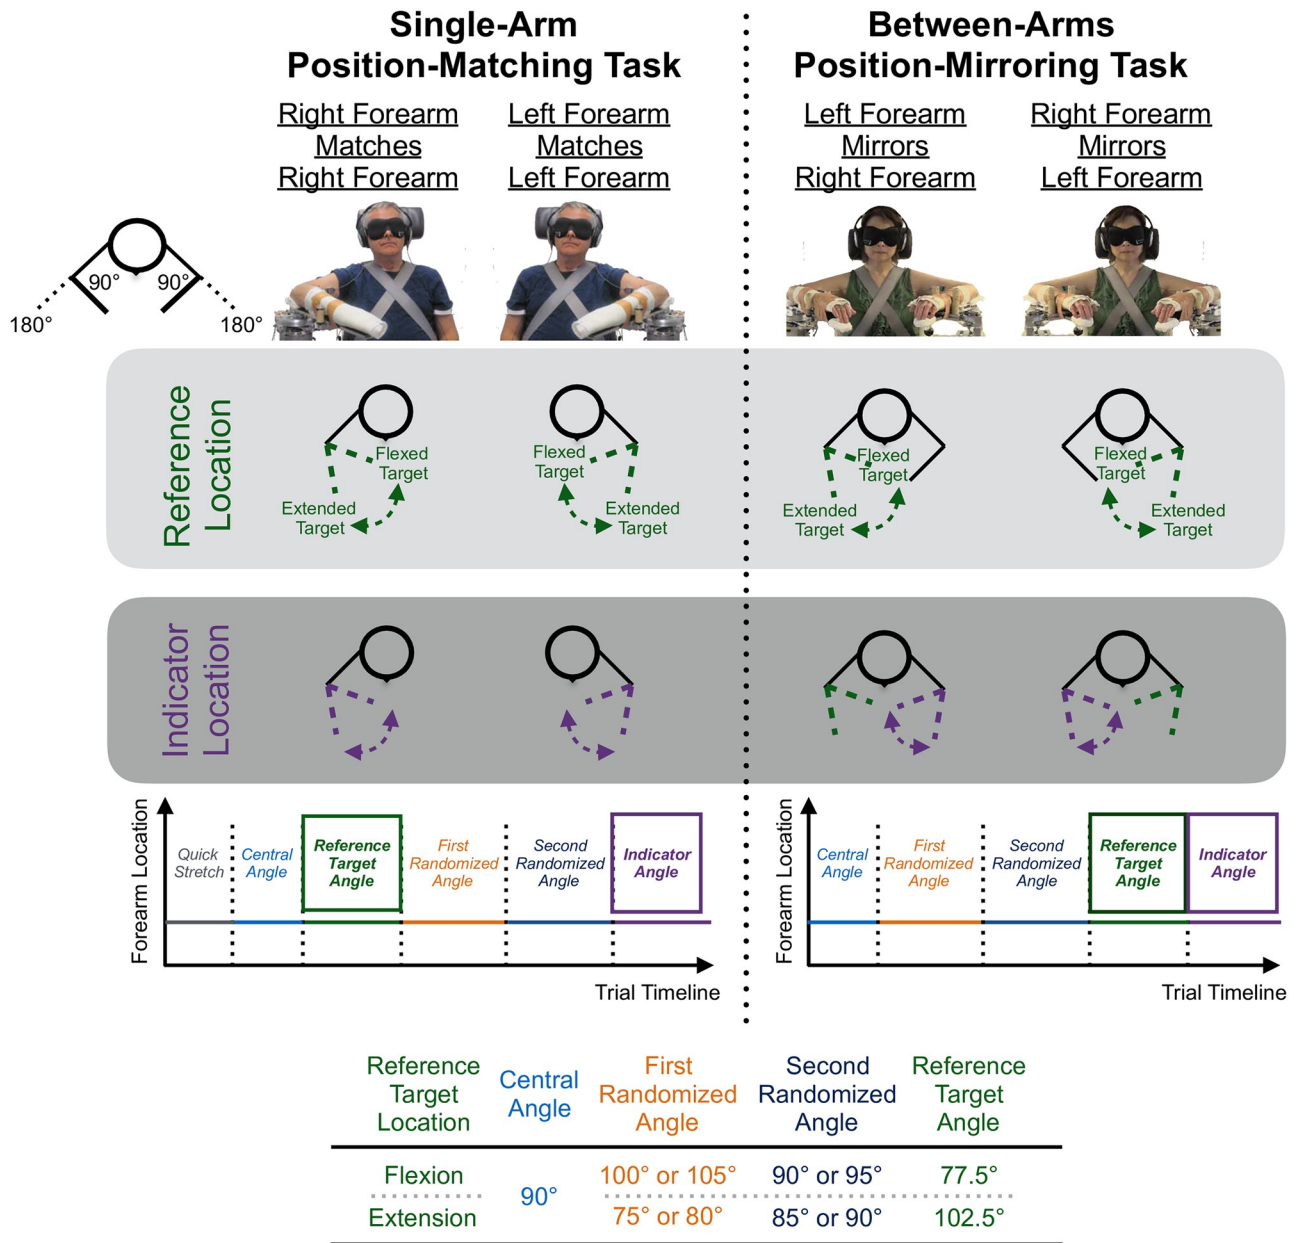 Single-Arm
Position-Matching Task
Between-Arms
Position-Mirroring Task
Right Forearm
Matches
Right Forearm
Left Forearm
Matches
Left Forearm
Left Forearm
Mirrors
Right Forearm
Right Forearm
Mirrors
Left Forearm
90° 90°
180° 180°
Reference
Location
Flexed
Target
Extended
Target
Flexed
Target
Extended
Target
Flexed
Target
Extended
Target
Flexed
Target
Extended
Target
Indicator
Location
Forearm Location
Quick
Stretch
Central
Angle
Reference
Target
Angle
First
Randomized
Angle
Second
Randomized
Angle
Indicator
Angle
Trial Timeline
Forearm Location
Central
Angle
First
Randomized
Angle
Second
Randomized
Angle
Reference
Target
Angle
Indicator
Angle
Trial Timeline
Reference
Target
Location
Central
Angle
First
Randomized
Angle
Second
Randomized
Angle
Reference
Target
Angle
Flexion 100° or 105° 90° or 95° 77.5°
90°
Extension 75° or 80° 85° or 90° 102.5°